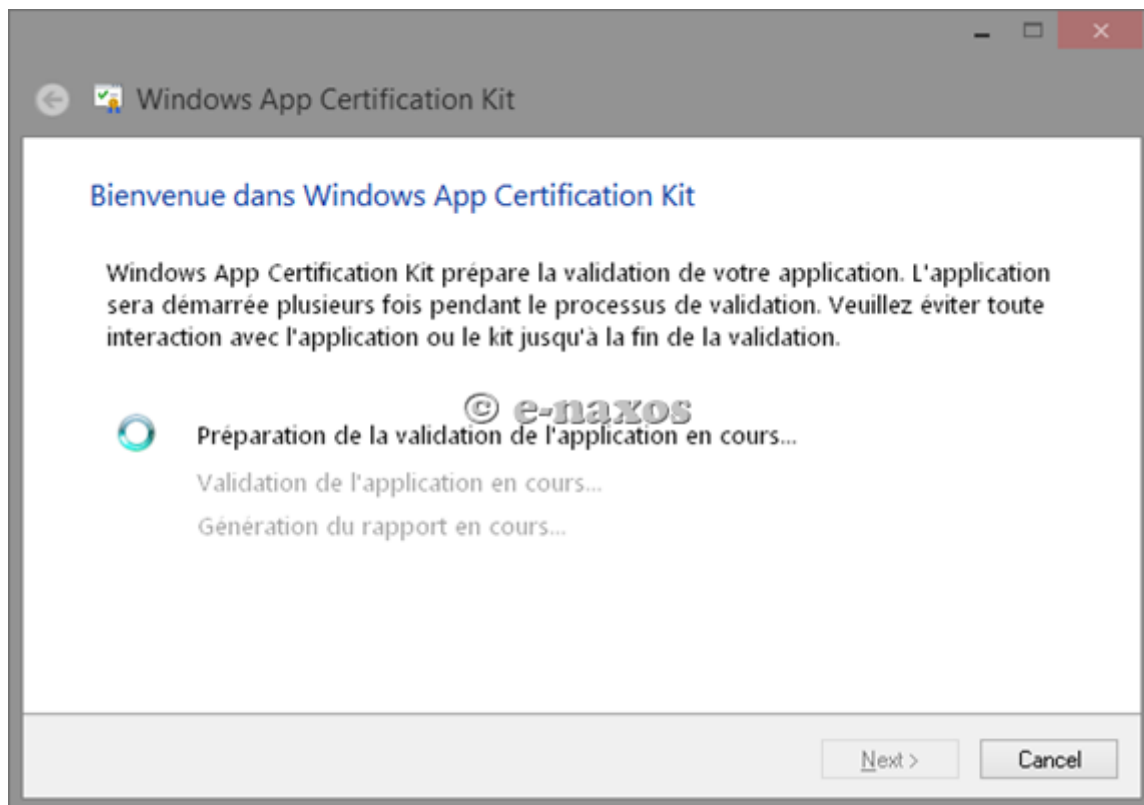 Windows App Certification Kit
Bienvenue dans Windows App Certification Kit
Windows App Certification Kit prépare la validation de votre application. L'application
sera démarrée plusieurs fois pendant le processus de validation. Veuillez éviter toute
interaction avec l'application ou le kit jusqu'à la fin de la validation.
© e-naxos
Préparation de la validation de l'application en cours...
Validation de l'application en cours...
Génération du rapport en cours...
Next >
Cancel